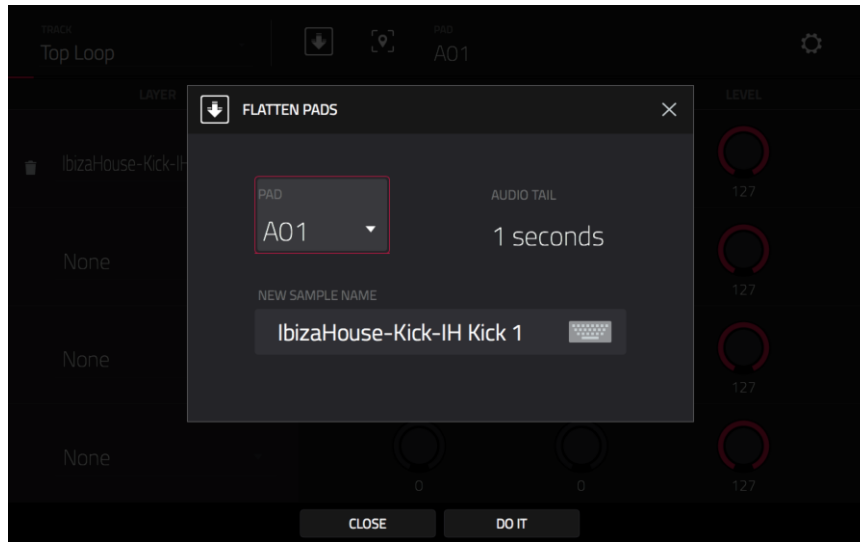 TRACK
Top Loop
PAD
A01
LAYER
LEVEL
FLATTEN PADS
IbizaHouse-Kick-IH
127
PAD
A01
AUDIO TAIL
1 seconds
None
127
NEW SAMPLE NAME
IbizaHouse-Kick-IH Kick 1
None
127
None
0
0
127
CLOSE
DO IT